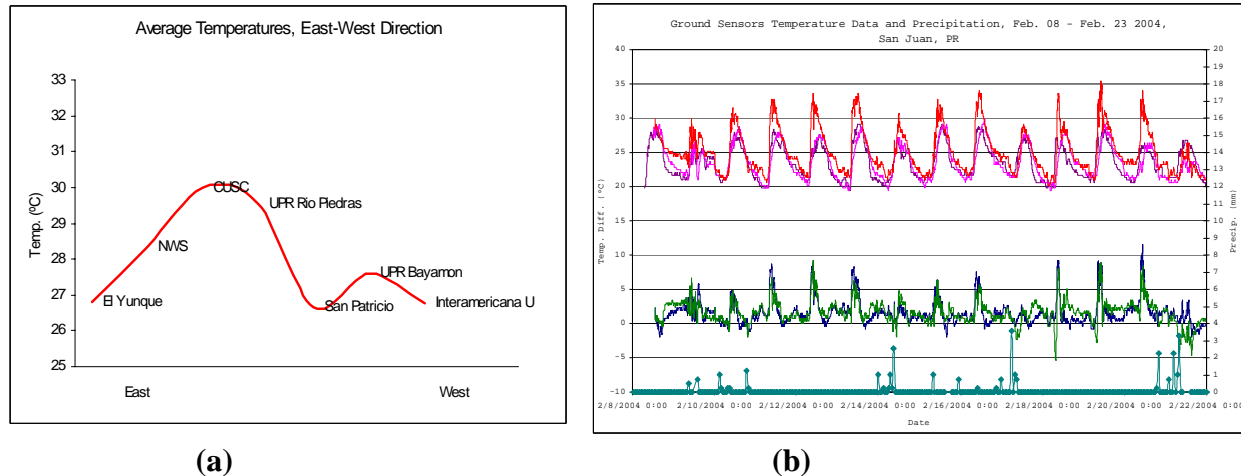 Average Temperatures, East-West Direction
Temp. (ºC)
33
32
31
30
29
28
27
26
25
El Yunque
NWS
CUSC
UPR Rio Piedras
San Patricio
UPR Bayamon
Interamericana U
East
West
(a)
Ground Sensors Temperature Data and Precipitation, Feb. 08 - Feb. 23 2004,
San Juan, PR
Temp. Diff. (ºC)
40
35
30
25
20
15
10
5
0
-5
-10
20
19
18
17
16
15
14
13
12
11
10
9
8
7
6
5
4
3
2
1
0
Precip. (mm)
2/8/2004 0:00 2/10/2004 0:00 2/12/2004 0:00 2/14/2004 0:00 2/16/2004 0:00 2/18/2004 0:00 2/20/2004 0:00 2/22/2004 0:00
Date
(b)